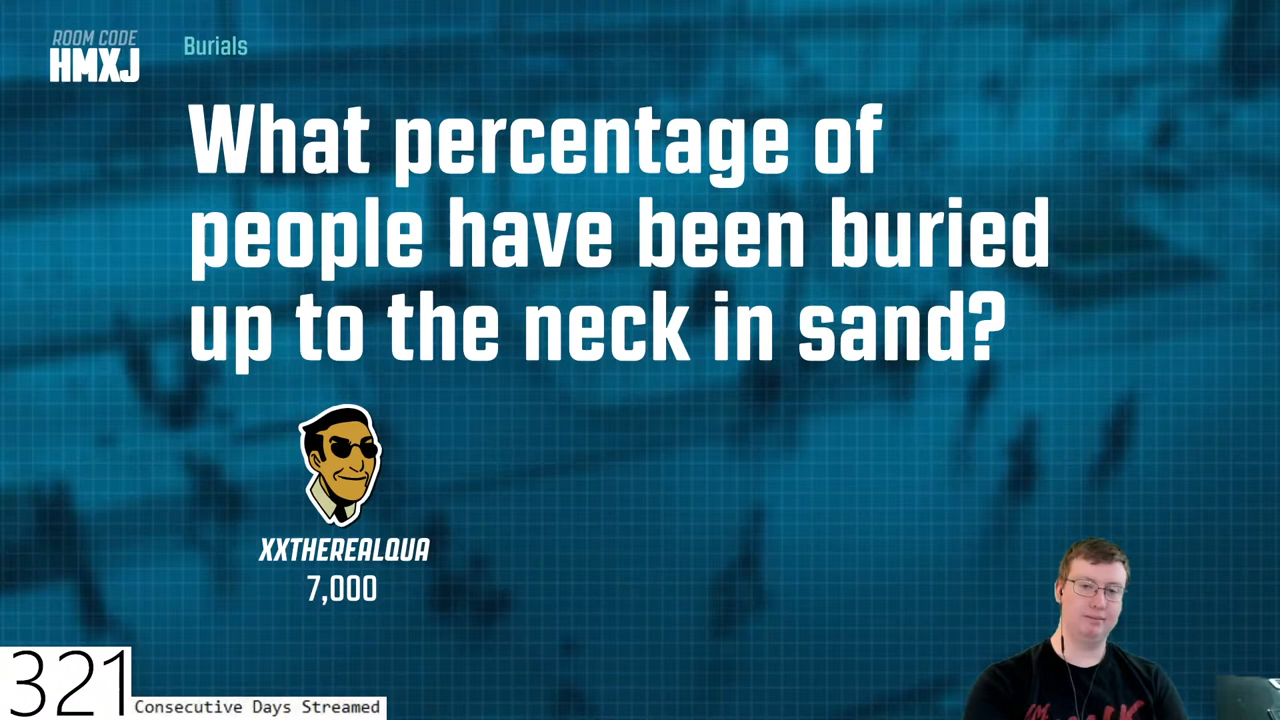 ROOM CODE
HMXJ
Burials
What percentage of
people have been buried
up to the neck in sand?
XXTHEREALQUA
7,000
321
Consecutive Days Streamed